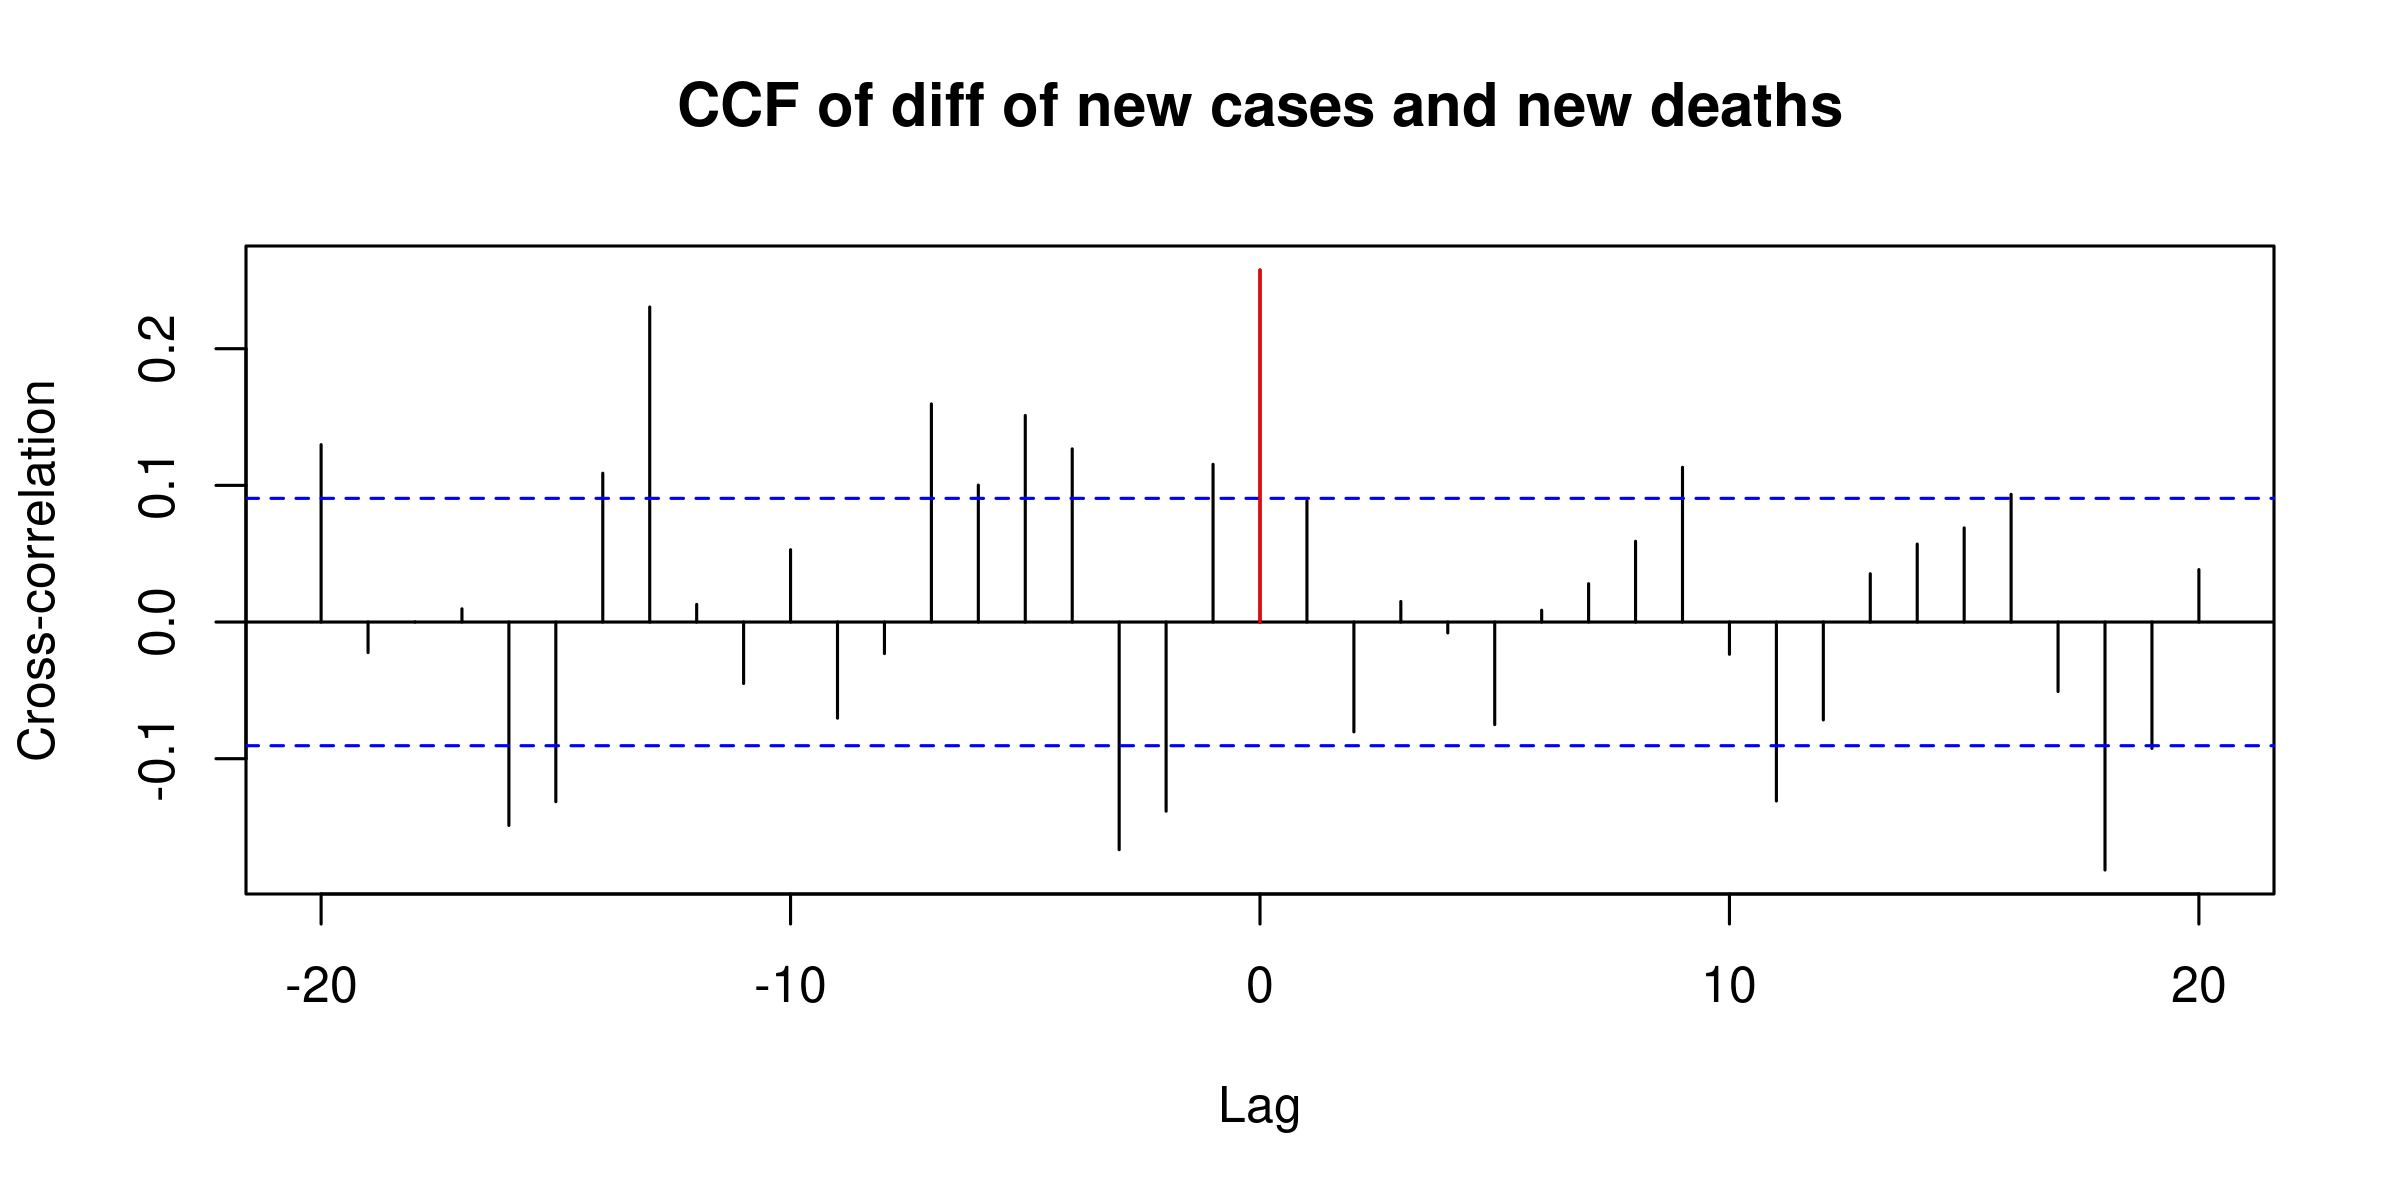 CCF of diff of new cases and new deaths
Cross-correlation
0.2
0.1
0.0
-0.1
-20 -10 0 10 20
Lag